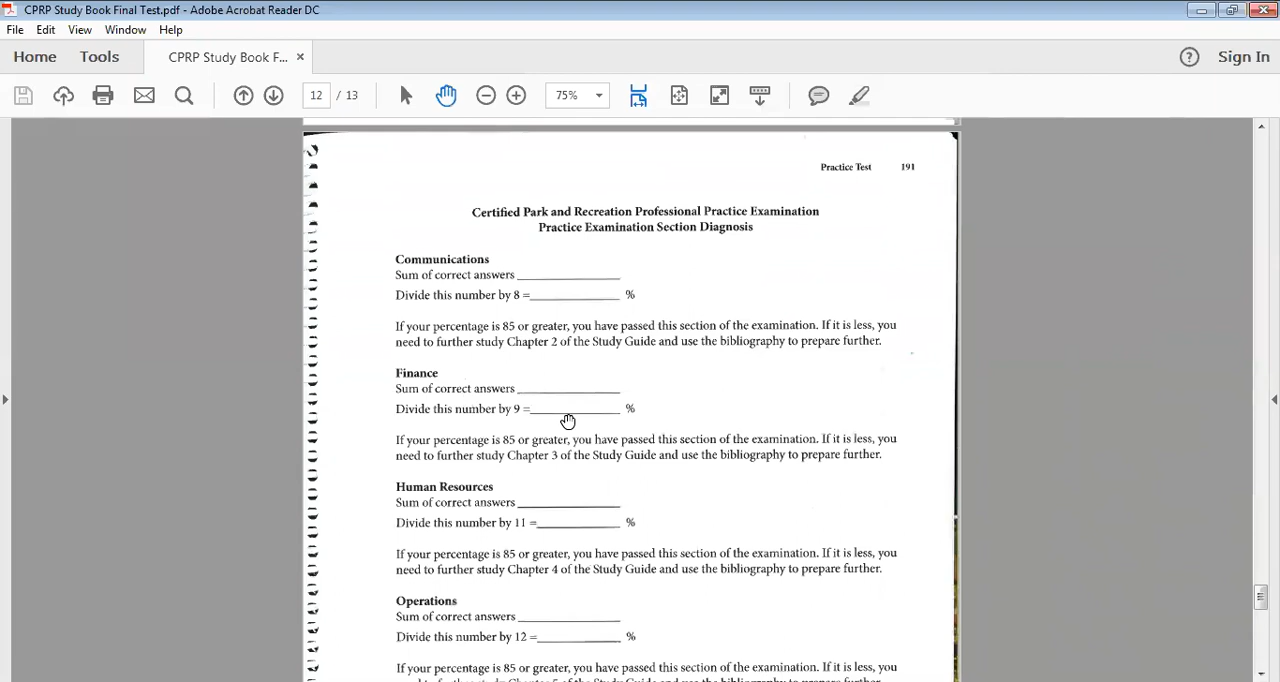 CPRP Study Book Final Test.pdf - Adobe Acrobat Reader DC
File Edit View Window Help
Home Tools CPRP Study Book F... × ? Sign In
12 / 13 75%
Practice Test 191
Certified Park and Recreation Professional Practice Examination
Practice Examination Section Diagnosis
Communications
Sum of correct answers
Divide this number by 8 = %
If your percentage is 85 or greater, you have passed this section of the examination. If it is less, you
need to further study Chapter 2 of the Study Guide and use the bibliography to prepare further.
Finance
Sum of correct answers
Divide this number by 9 = %
If your percentage is 85 or greater, you have passed this section of the examination. If it is less, you
need to further study Chapter 3 of the Study Guide and use the bibliography to prepare further.
Human Resources
Sum of correct answers
Divide this number by 11 = %
If your percentage is 85 or greater, you have passed this section of the examination. If it is less, you
need to further study Chapter 4 of the Study Guide and use the bibliography to prepare further.
Operations
Sum of correct answers
Divide this number by 12 = %
If your percentage is 85 or greater, you have passed this section of the examination. If it is less, you